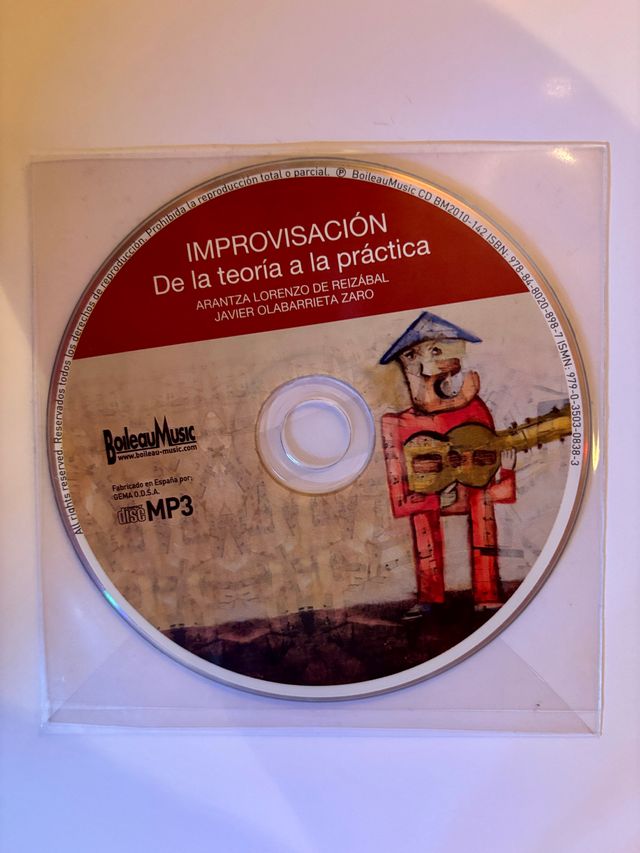 All rights reserved. Reservados todos los derechos de reproducción. Prohibida la reproducción total o parcial. Ⓟ BoileauMusic CD BM2010-142 ISBN: 978-84-8020-898-7 ISMN: 979-0-3503-0838-3
IMPROVISACIÓN
De la teoría a la práctica
ARANTZA LORENZO DE REIZÁBAL
JAVIER OLABARRIETA ZARO
BoileauMusic
www.boileau-music.com
Fabricado en España por:
GEMA O.D.S.A.
disc MP3